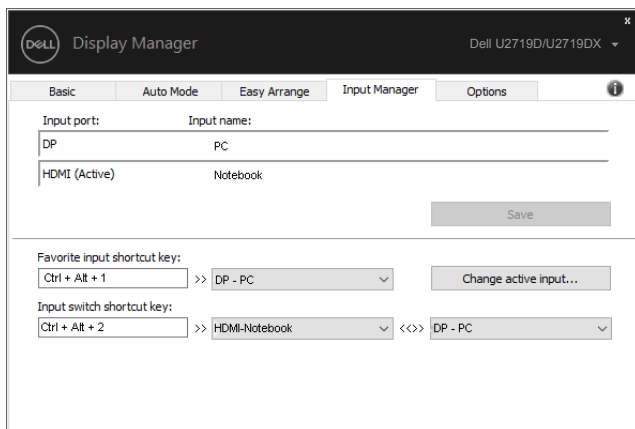 x
DELL Display Manager Dell U2719D/U2719DX
Basic Auto Mode Easy Arrange Input Manager Options i
Input port: Input name:
DP PC
HDMI (Active) Notebook
Save
Favorite input shortcut key:
Ctrl + Alt + 1 >> DP - PC Change active input...
Input switch shortcut key:
Ctrl + Alt + 2 >> HDMI-Notebook <<>> DP - PC